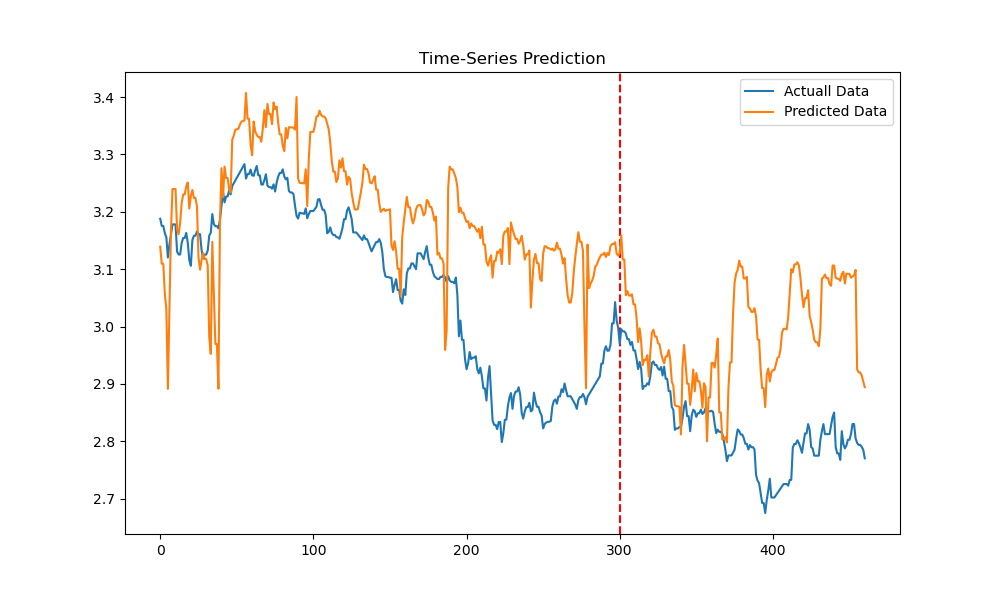 Time-Series Prediction
Actuall Data
Predicted Data
3.4
3.3
3.2
3.1
3.0
2.9
2.8
2.7
0 100 200 300 400